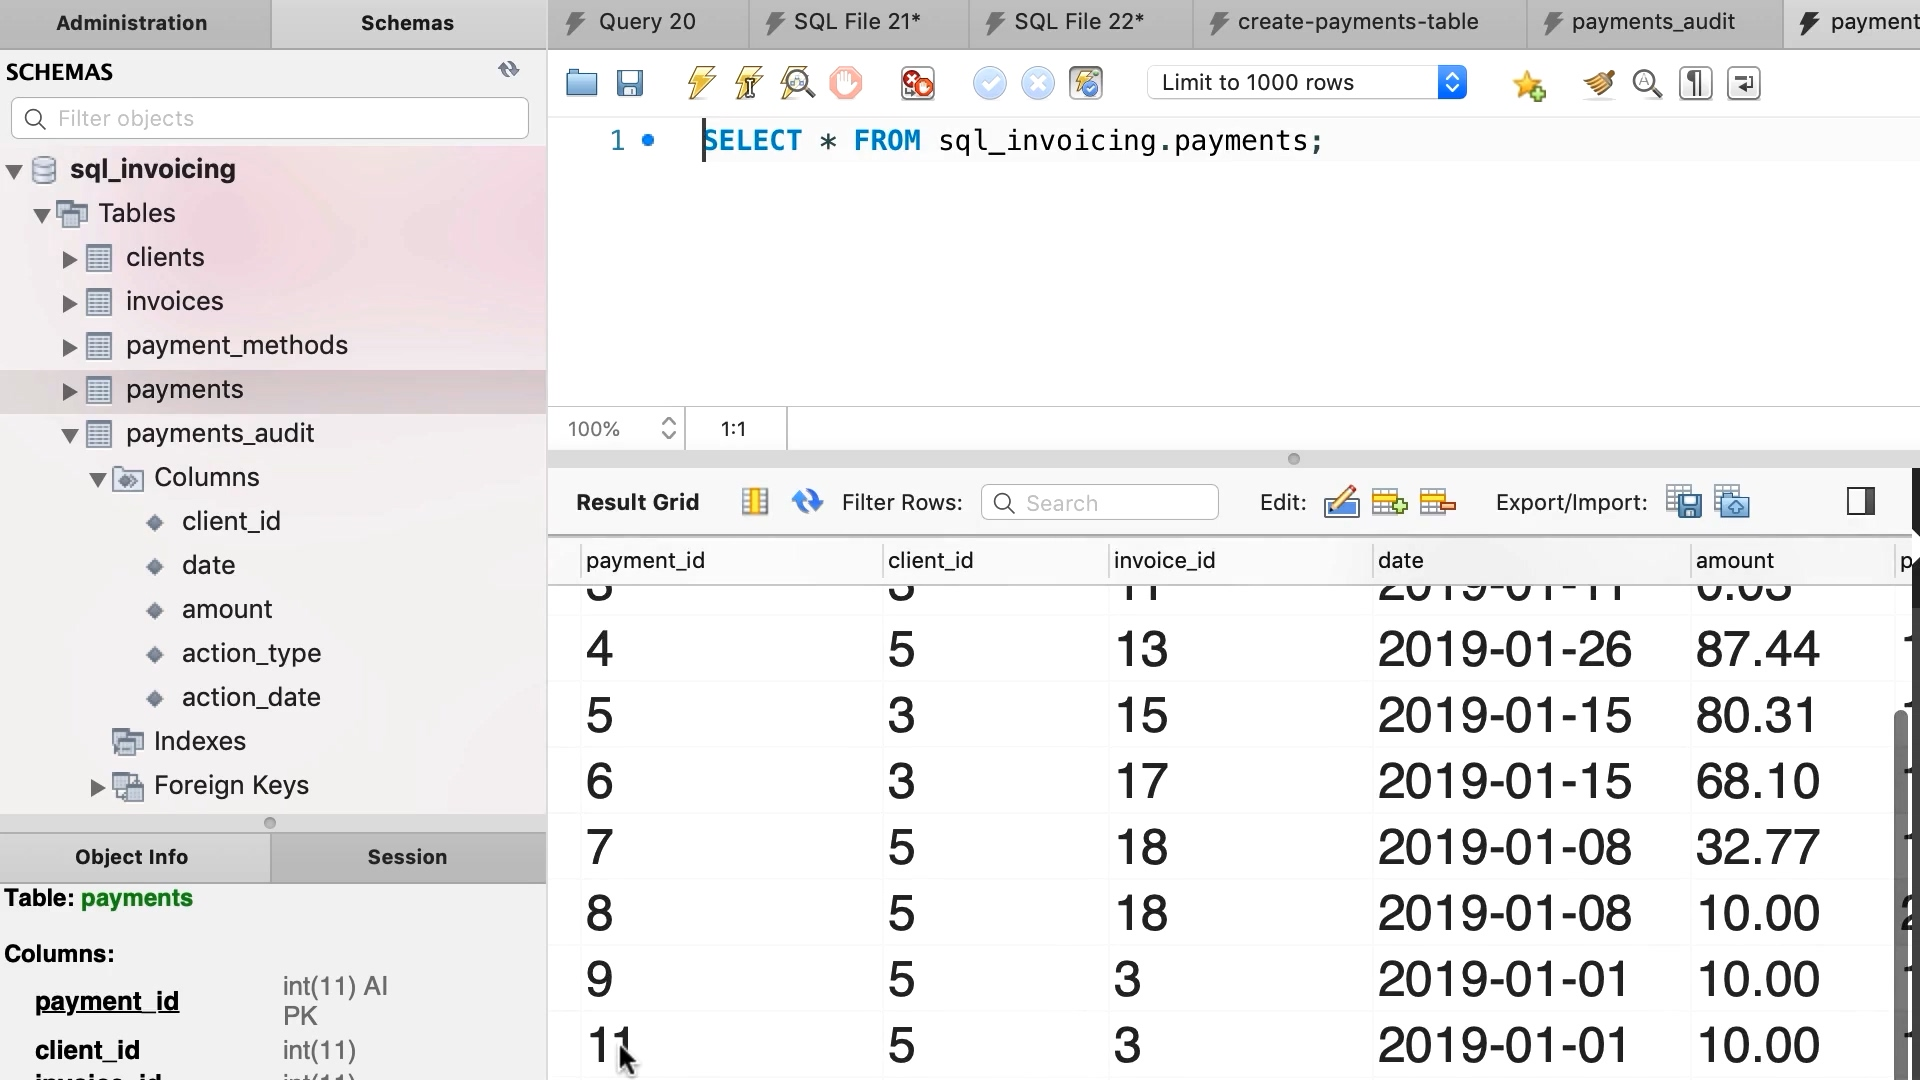 Administration
Schemas
Query 20
SQL File 21*
SQL File 22*
create-payments-table
payments_audit
payment
SCHEMAS
Filter objects
Limit to 1000 rows
1
SELECT * FROM sql_invoicing.payments;
sql_invoicing
Tables
clients
invoices
payment_methods
payments
payments_audit
Columns
client_id
date
amount
action_type
action_date
Indexes
Foreign Keys
100%
1:1
Result Grid
Filter Rows:
Search
Edit:
Export/Import:
payment_id client_id invoice_id date amount p
4 5 13 2019-01-26 87.44
5 3 15 2019-01-15 80.31
6 3 17 2019-01-15 68.10
7 5 18 2019-01-08 32.77
8 5 18 2019-01-08 10.00
9 5 3 2019-01-01 10.00
11 5 3 2019-01-01 10.00
Object Info
Session
Table: payments
Columns:
payment_id int(11) AI
PK
client_id int(11)